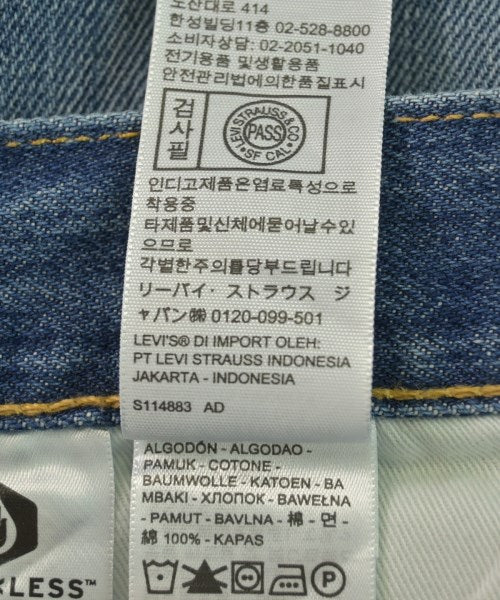 도산대로 414
한성빌딩11층 02-528-8800
소비자상담: 02-2051-1040
전기용품 및생활용품
안전관리법에의한품질표시
검사필
LEVI STRAUSS & CO
PASS
SF CAL
인디고제품은염료특성으로
착용중
타제품및신체에묻어날수있
으므로
각별한주의를당부드립니다
リーバイ・ストラウス ジ
ャパン㈱ 0120-099-501
LEVI'S® DI IMPORT OLEH:
PT LEVI STRAUSS INDONESIA
JAKARTA - INDONESIA
S114883 AD
ALGODÓN - ALGODAO -
PAMUK - COTONE -
BAUMWOLLE - KATOEN - BA
MBAKI - ХЛОПОК - BAWEŁNA
- PAMUT - BAVLNA - 棉 - 면 -
綿 100% - KAPAS
P
LESS™